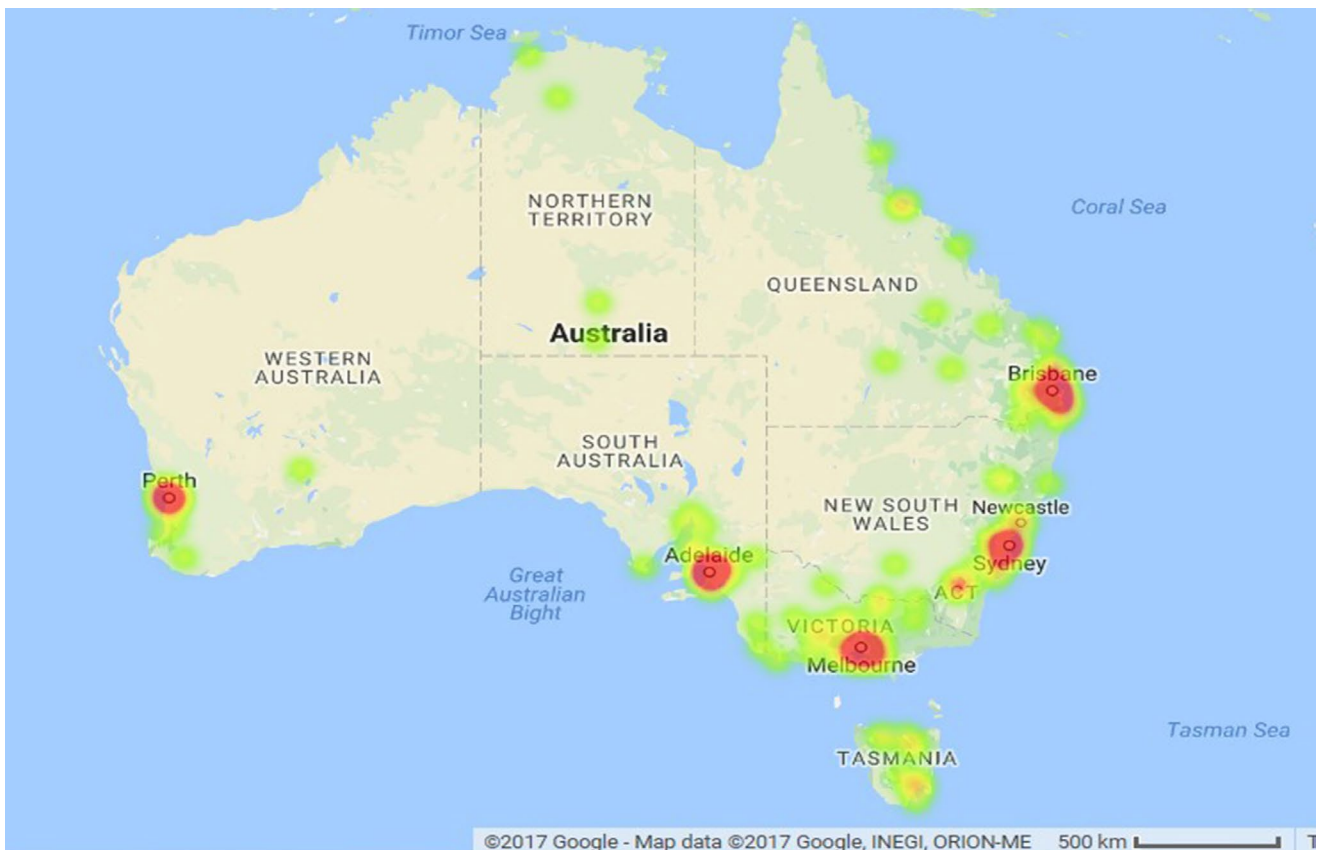 Timor Sea
NORTHERN
TERRITORY
Coral Sea
QUEENSLAND
Australia
WESTERN
AUSTRALIA
Brisbane
SOUTH
AUSTRALIA
Perth
NEW SOUTH
WALES
Newcastle
Adelaide
Sydney
Great
Australian
Bight
ACT
VICTORIA
Melbourne
Tasman Sea
TASMANIA
©2017 Google - Map data ©2017 Google, INEGI, ORION-ME 500 km T